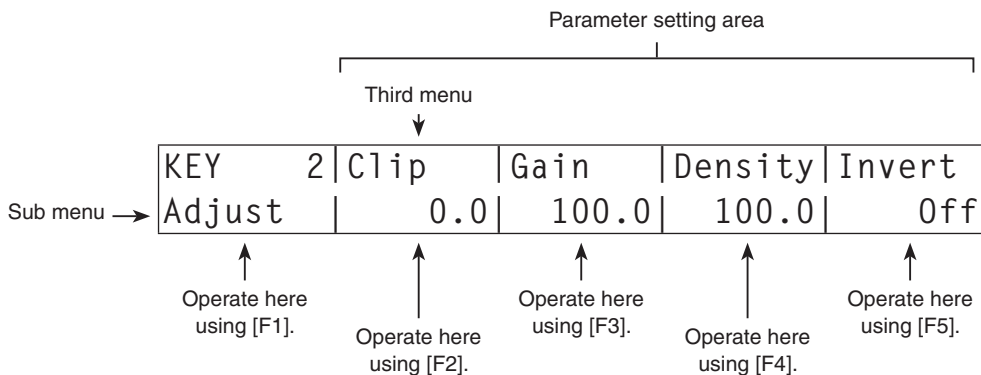 Parameter setting area
Third menu
KEY 2|Clip |Gain |Density|Invert
Sub menu
Adjust | 0.0| 100.0| 100.0| Off
Operate here
using [F1].
Operate here
using [F2].
Operate here
using [F3].
Operate here
using [F4].
Operate here
using [F5].